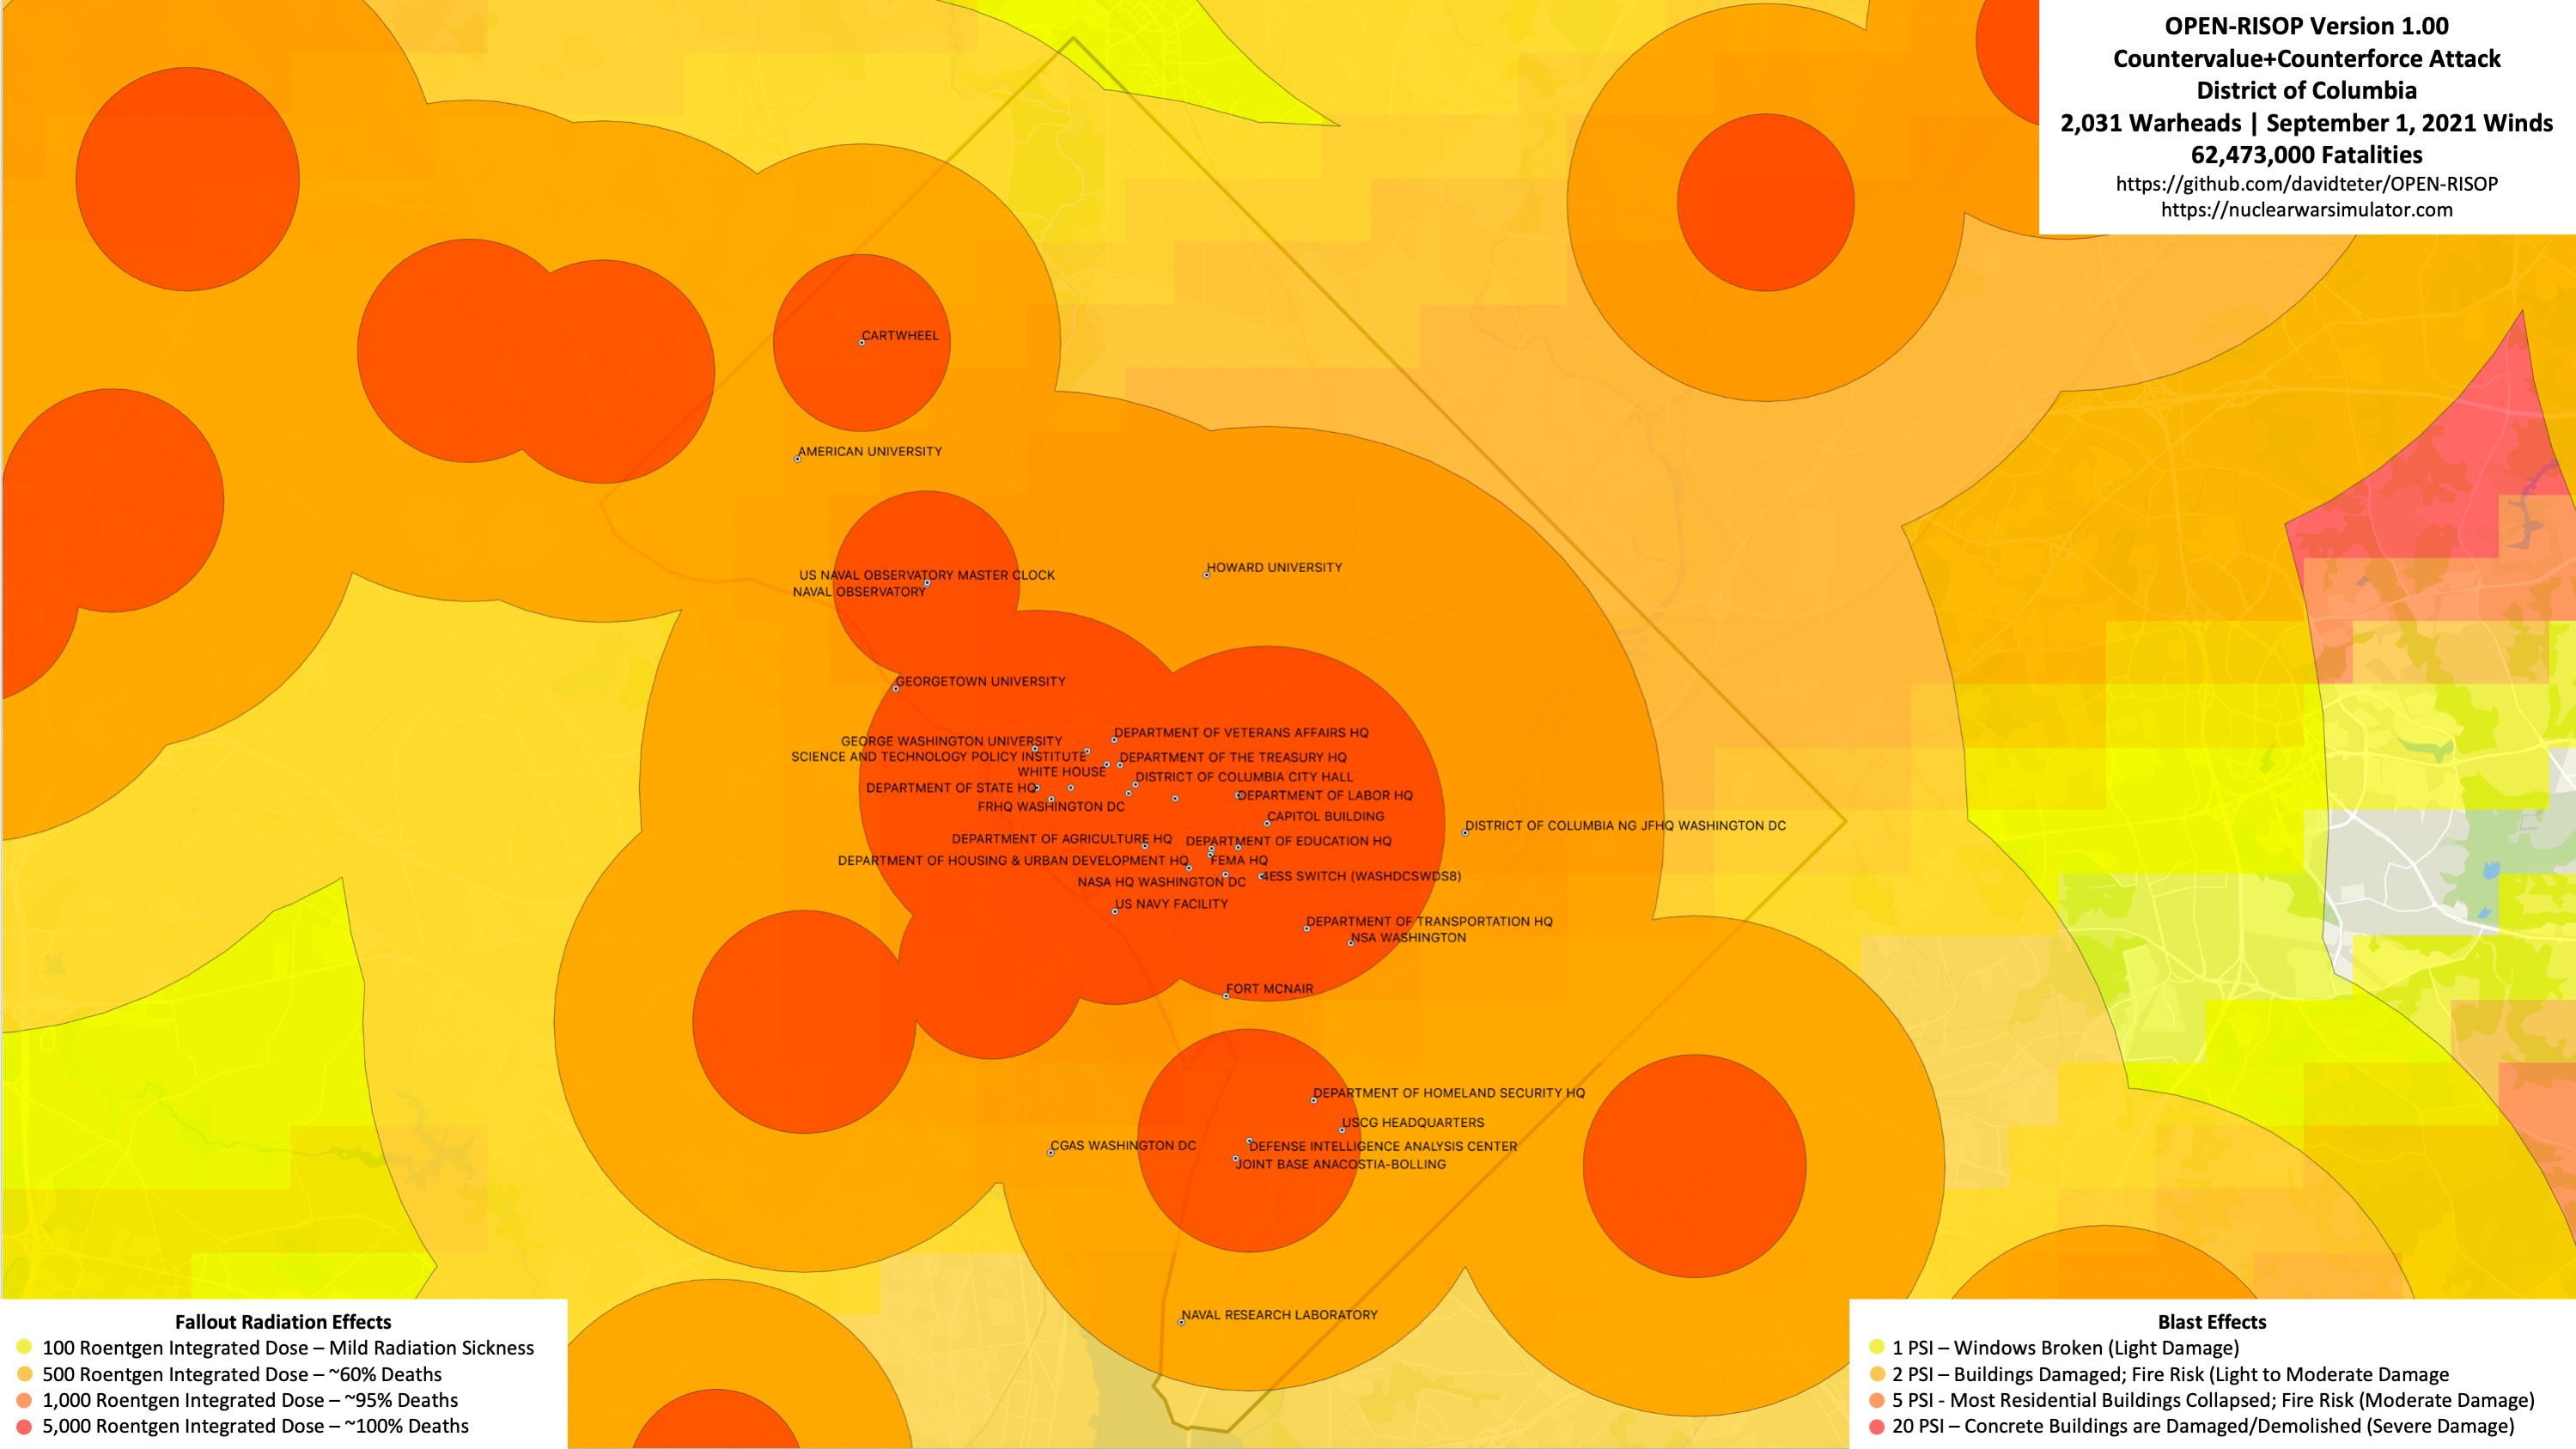 OPEN-RISOP Version 1.00
Countervalue+Counterforce Attack
District of Columbia
2,031 Warheads | September 1, 2021 Winds
62,473,000 Fatalities
https://github.com/davidteter/OPEN-RISOP
https://nuclearwarsimulator.com
CARTWHEEL
AMERICAN UNIVERSITY
HOWARD UNIVERSITY
US NAVAL OBSERVATORY MASTER CLOCK
NAVAL OBSERVATORY
GEORGETOWN UNIVERSITY
DEPARTMENT OF VETERANS AFFAIRS HQ
GEORGE WASHINGTON UNIVERSITY
SCIENCE AND TECHNOLOGY POLICY INSTITUTE
DEPARTMENT OF THE TREASURY HQ
WHITE HOUSE
DISTRICT OF COLUMBIA CITY HALL
DEPARTMENT OF STATE HQ
DEPARTMENT OF LABOR HQ
FRHQ WASHINGTON DC
CAPITOL BUILDING
DISTRICT OF COLUMBIA NG JFHQ WASHINGTON DC
DEPARTMENT OF AGRICULTURE HQ
DEPARTMENT OF EDUCATION HQ
DEPARTMENT OF HOUSING & URBAN DEVELOPMENT HQ
FEMA HQ
NASA HQ WASHINGTON DC
4ESS SWITCH (WASHDCSWDS8)
US NAVY FACILITY
DEPARTMENT OF TRANSPORTATION HQ
NSA WASHINGTON
FORT MCNAIR
DEPARTMENT OF HOMELAND SECURITY HQ
USCG HEADQUARTERS
CGAS WASHINGTON DC
DEFENSE INTELLIGENCE ANALYSIS CENTER
JOINT BASE ANACOSTIA-BOLLING
NAVAL RESEARCH LABORATORY
Fallout Radiation Effects
100 Roentgen Integrated Dose – Mild Radiation Sickness
500 Roentgen Integrated Dose – ~60% Deaths
1,000 Roentgen Integrated Dose – ~95% Deaths
5,000 Roentgen Integrated Dose – ~100% Deaths
Blast Effects
1 PSI – Windows Broken (Light Damage)
2 PSI – Buildings Damaged; Fire Risk (Light to Moderate Damage
5 PSI - Most Residential Buildings Collapsed; Fire Risk (Moderate Damage)
20 PSI – Concrete Buildings are Damaged/Demolished (Severe Damage)